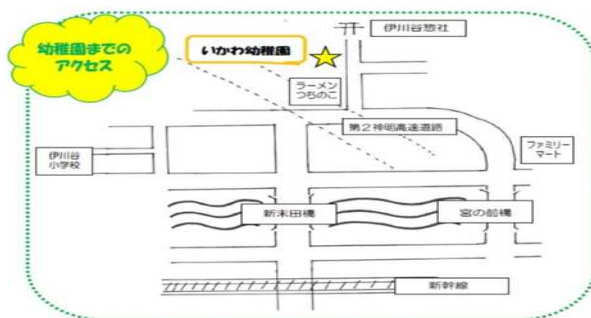 幼稚園までの
アクセス
いかわ幼稚園
伊川谷惣社
ラーメン
つちのこ
第2神明高速道路
伊川谷
小学校
ファミリー
マート
新末田橋
宮の前橋
新幹線